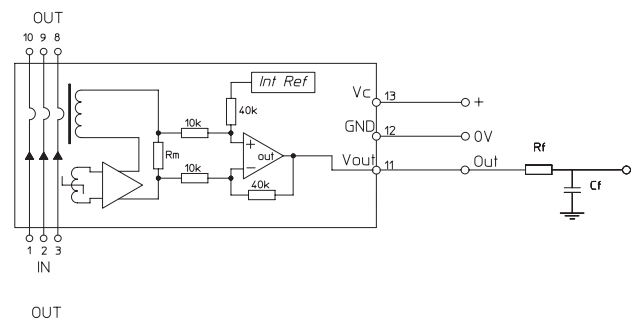 OUT
10 9 8
Int Ref
Vc 13 +
40k
10k
GND 12 0V
Rm
+
out
-
Vout 11 Out
Rf
10k
40k
Cf
1 2 3
IN
OUT